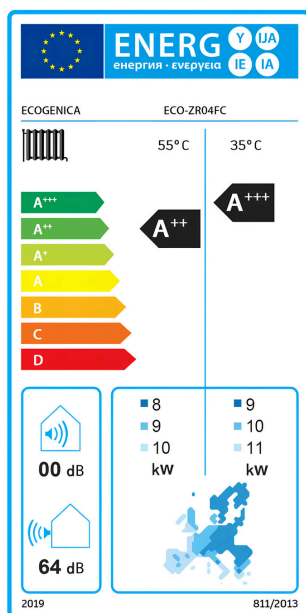 ENERG Y IJA
енергия · ενεργεια IE IA
ECOGENICA ECO-ZR04FC
55°C 35°C
A+++
A++
A+
A
B
C
D
A++
A+++
00 dB
64 dB
8 9
9 10
10 11
kW kW
2019 811/2013